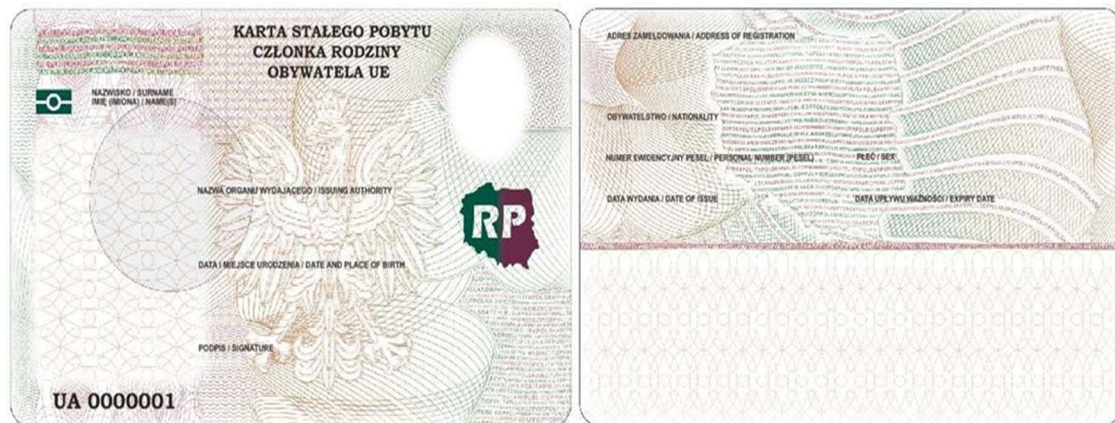 KARTA STAŁEGO POBYTU
CZŁONKA RODZINY
OBYWATELA UE
NAZWISKO / SURNAME
IMIĘ (IMIONA) / NAME(S)
NAZWA ORGANU WYDAJĄCEGO / ISSUING AUTHORITY
RP
DATA I MIEJSCE URODZENIA / DATE AND PLACE OF BIRTH
PODPIS / SIGNATURE
UA 0000001
ADRES ZAMELDOWANIA / ADDRESS OF REGISTRATION
OBYWATELSTWO / NATIONALITY
NUMER EWIDENCYJNY PESEL / PERSONAL NUMBER (PESEL) PŁEĆ / SEX
DATA WYDANIA / DATE OF ISSUE DATA UPŁYWU WAŻNOŚCI / EXPIRY DATE